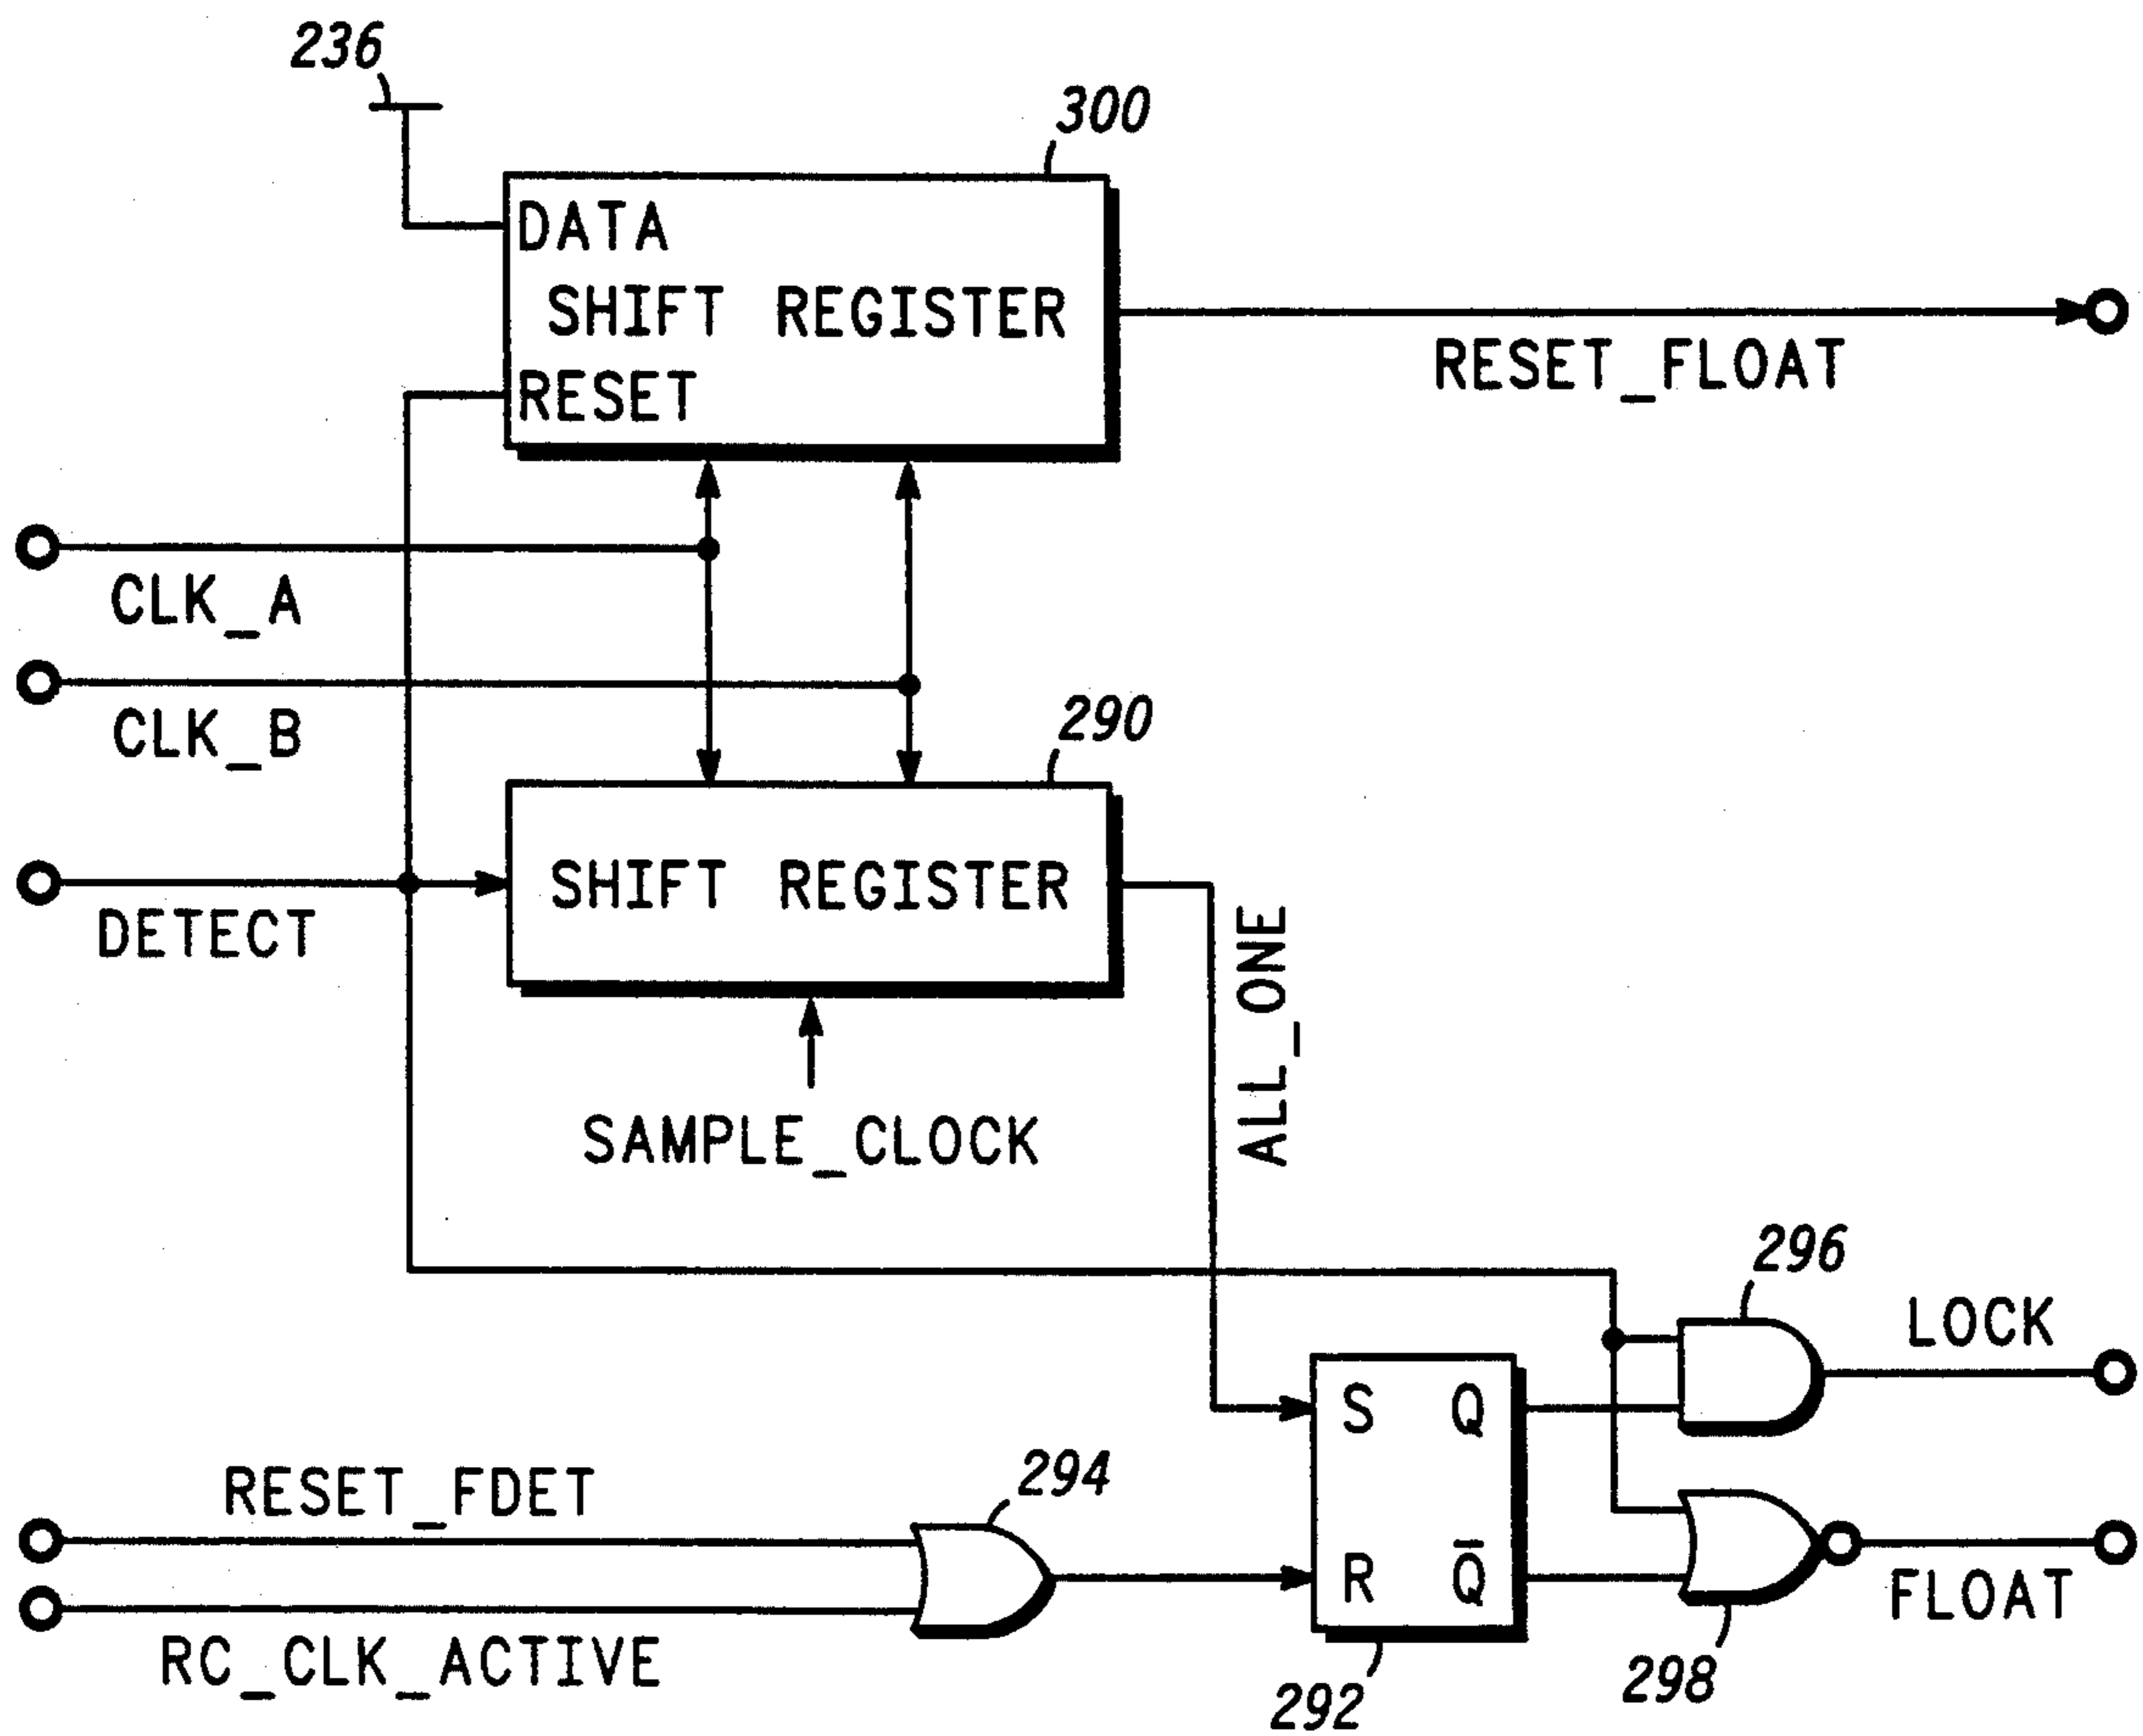 236
300
DATA
SHIFT REGISTER
RESET
RESET_FLOAT
CLK_A
CLK_B
290
SHIFT REGISTER
DETECT
ALL_ONE
SAMPLE_CLOCK
296
LOCK
S Q
294
RESET_FDET
R Q̅
FLOAT
RC_CLK_ACTIVE
292
298